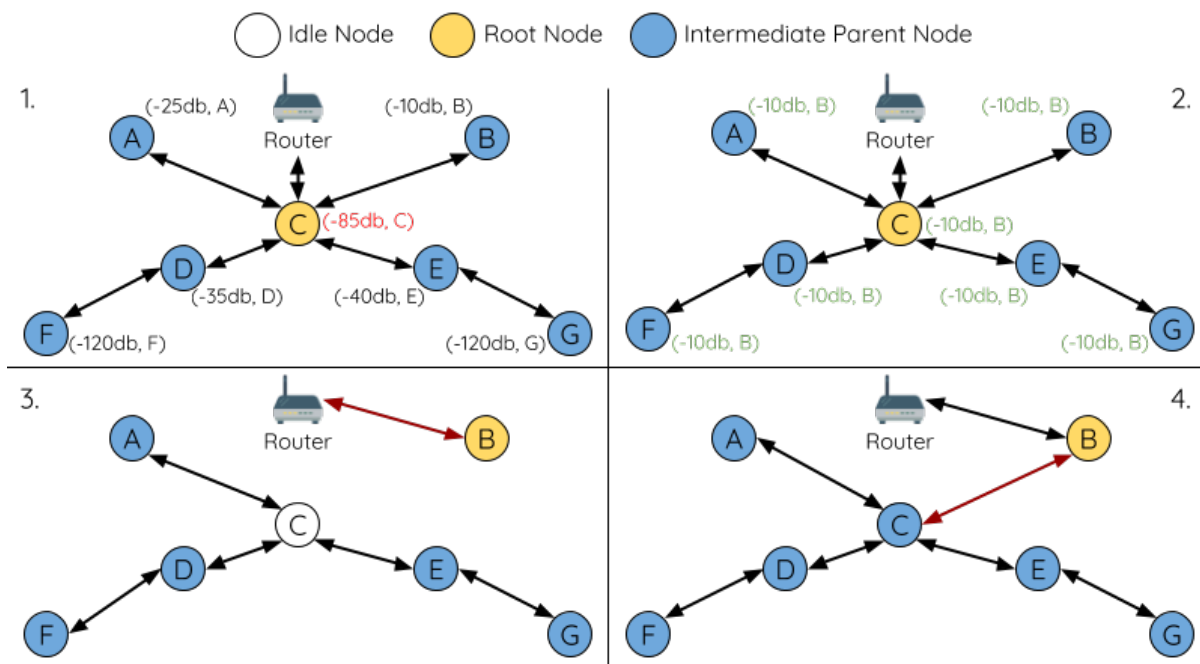 Idle Node
Root Node
Intermediate Parent Node
1.
(-25db, A)
(-10db, B)
A
Router
B
C
(-85db, C)
D
E
(-35db, D)
(-40db, E)
F
(-120db, F)
(-120db, G)
G
2.
(-10db, B)
(-10db, B)
A
Router
B
C
(-10db, B)
D
E
(-10db, B)
(-10db, B)
F
(-10db, B)
(-10db, B)
G
3.
A
Router
B
C
D
E
F
G
4.
A
Router
B
C
D
E
F
G